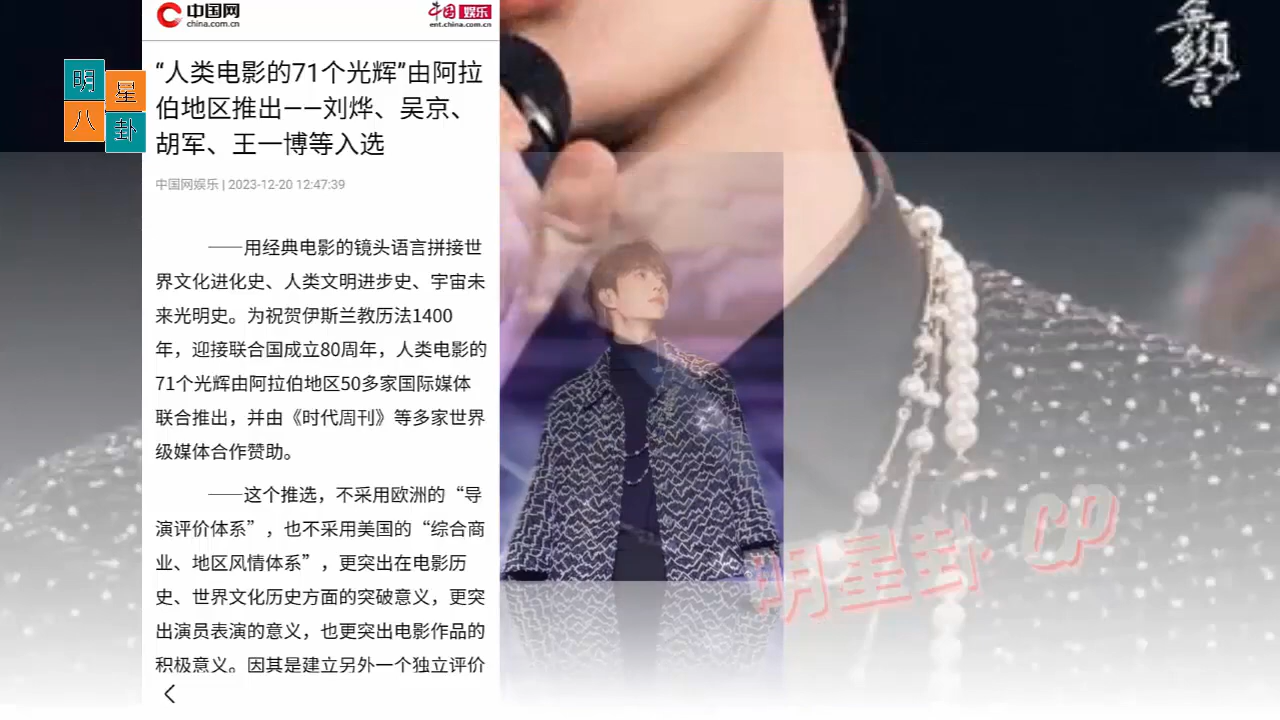 中国网
china.com.cn
中国 娱乐
ent.china.com.cn
無
須
多
言
明
星
八
卦
“人类电影的71个光辉”由阿拉
伯地区推出——刘烨、吴京、
胡军、王一博等入选
中国网娱乐 | 2023-12-20 12:47:39
——用经典电影的镜头语言拼接世
界文化进化史、人类文明进步史、宇宙未
来光明史。为祝贺伊斯兰教历法1400
年，迎接联合国成立80周年，人类电影的
71个光辉由阿拉伯地区50多家国际媒体
联合推出，并由《时代周刊》等多家世界
级媒体合作赞助。
——这个推选，不采用欧洲的“导
演评价体系”，也不采用美国的“综合商
业、地区风情体系”，更突出在电影历
史、世界文化历史方面的突破意义，更突
出演员表演的意义，也更突出电影作品的
积极意义。因其是建立另外一个独立评价
明星卦 CP